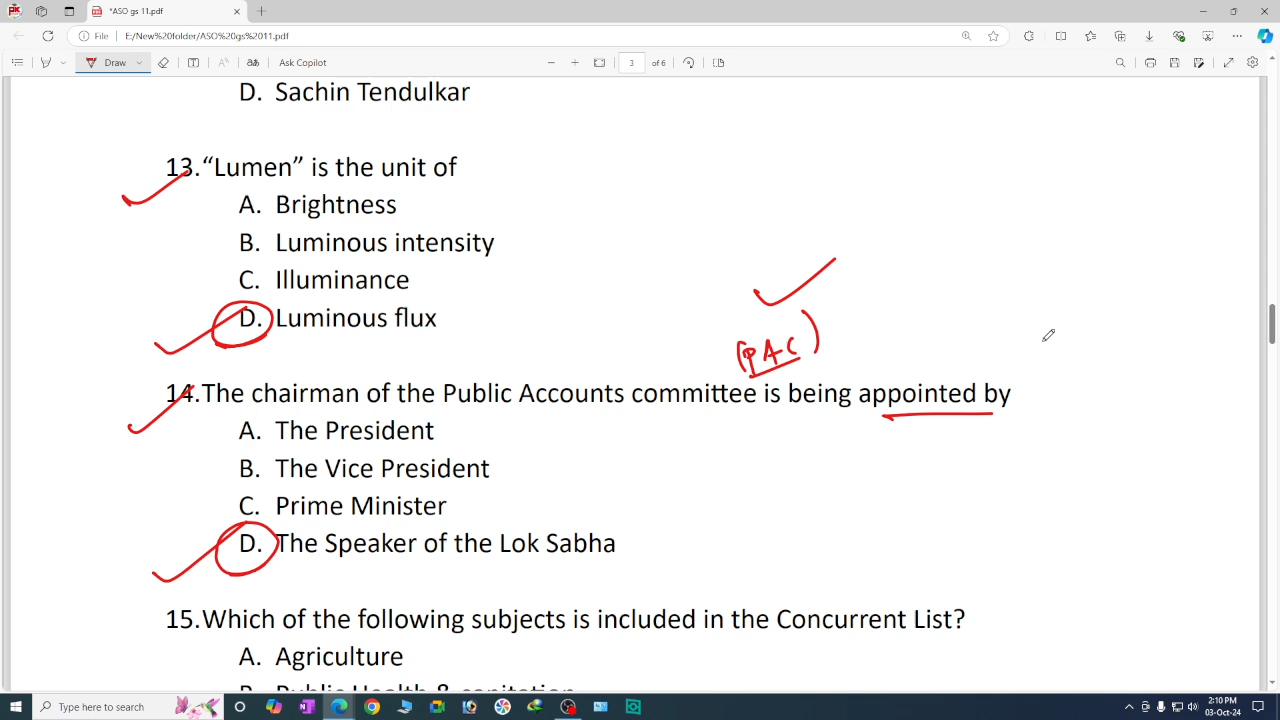 *ASO gs 11.pdf
File
E:/New%20folder/ASO%20gs%2011.pdf
Draw
Ask Copilot
3
of 6
D. Sachin Tendulkar
13.“Lumen” is the unit of
A. Brightness
B. Luminous intensity
C. Illuminance
D. Luminous flux
(PAC)
14.The chairman of the Public Accounts committee is being appointed by
A. The President
B. The Vice President
C. Prime Minister
D. The Speaker of the Lok Sabha
15.Which of the following subjects is included in the Concurrent List?
A. Agriculture
B. Public Health & sanitation
Type here to search
2:10 PM
03-Oct-24